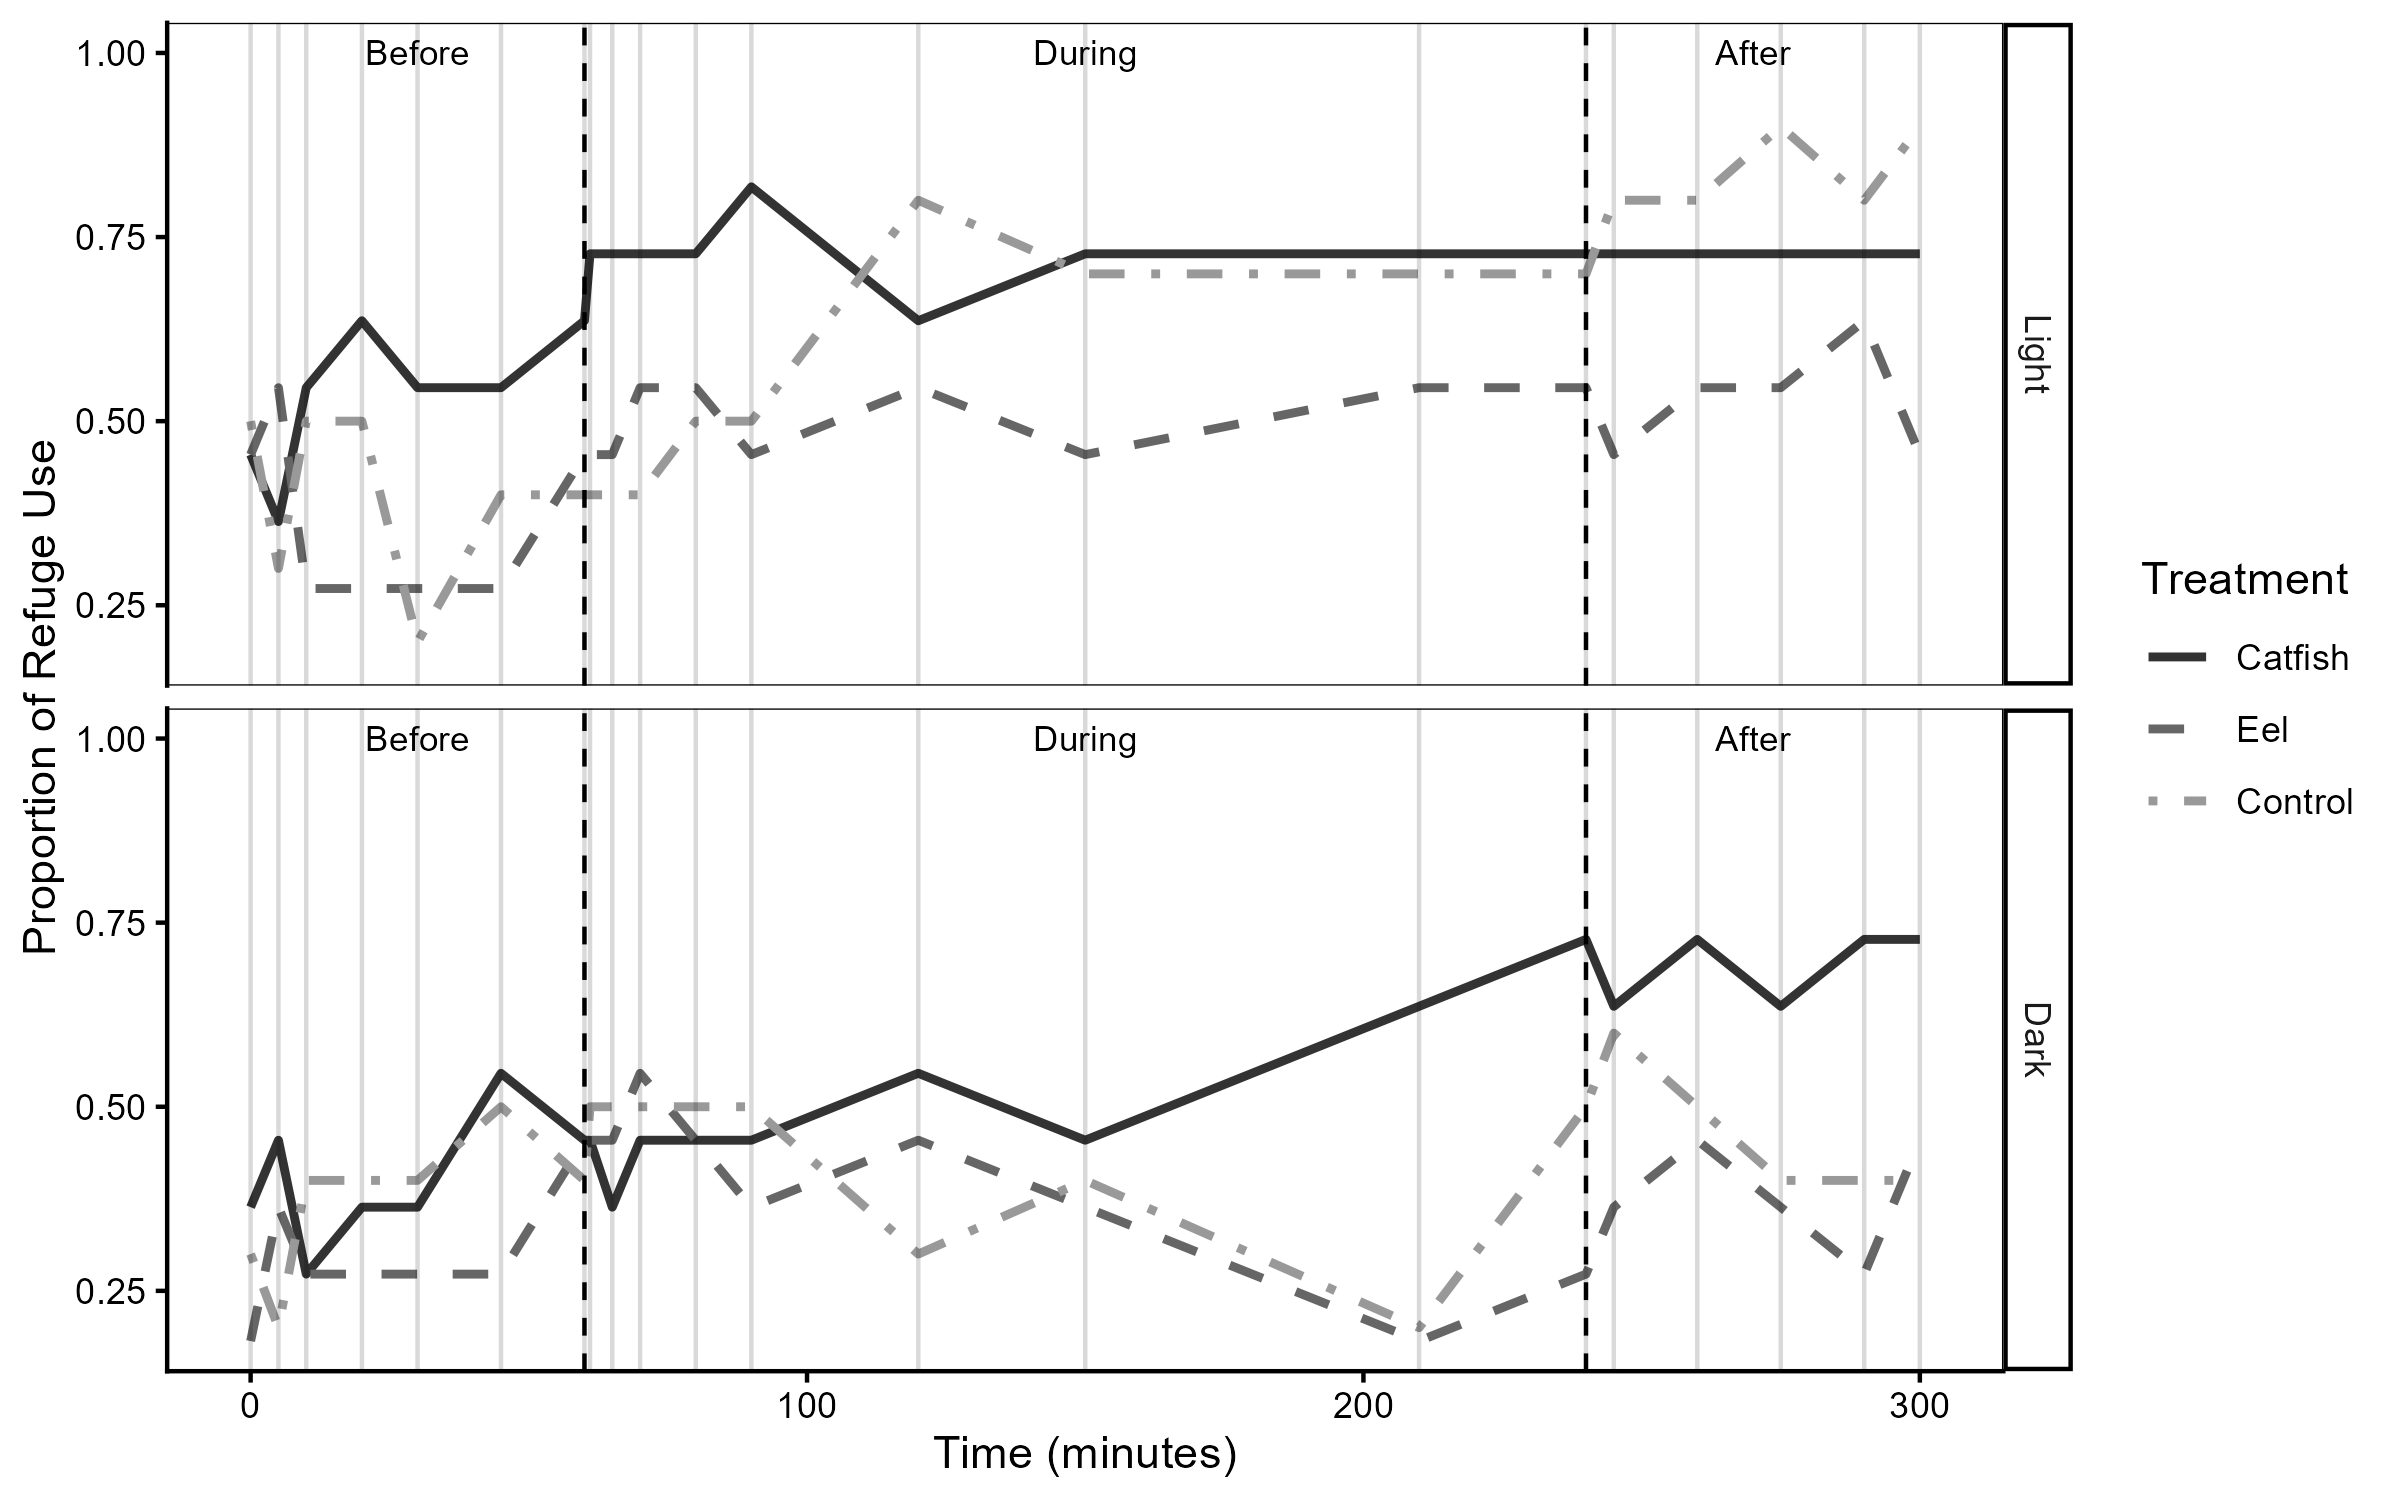 Proportion of Refuge Use
1.00
0.75
0.50
0.25
Before
During
After
Light
1.00
0.75
0.50
0.25
Before
During
After
Dark
0
100
200
300
Time (minutes)
Treatment
Catfish
Eel
Control